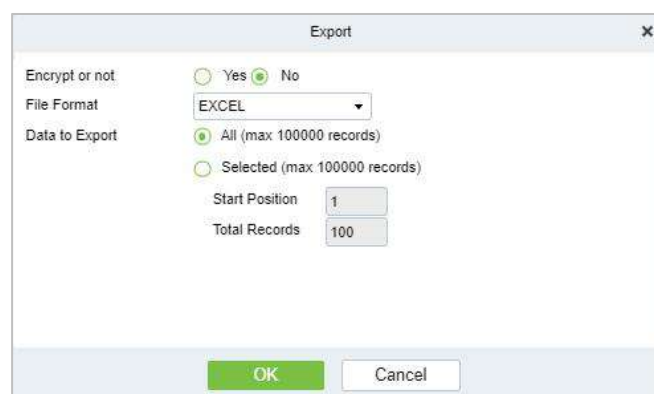 Export
Encrypt or not Yes No
File Format EXCEL
Data to Export All (max 100000 records)
Selected (max 100000 records)
Start Position 1
Total Records 100
OK Cancel